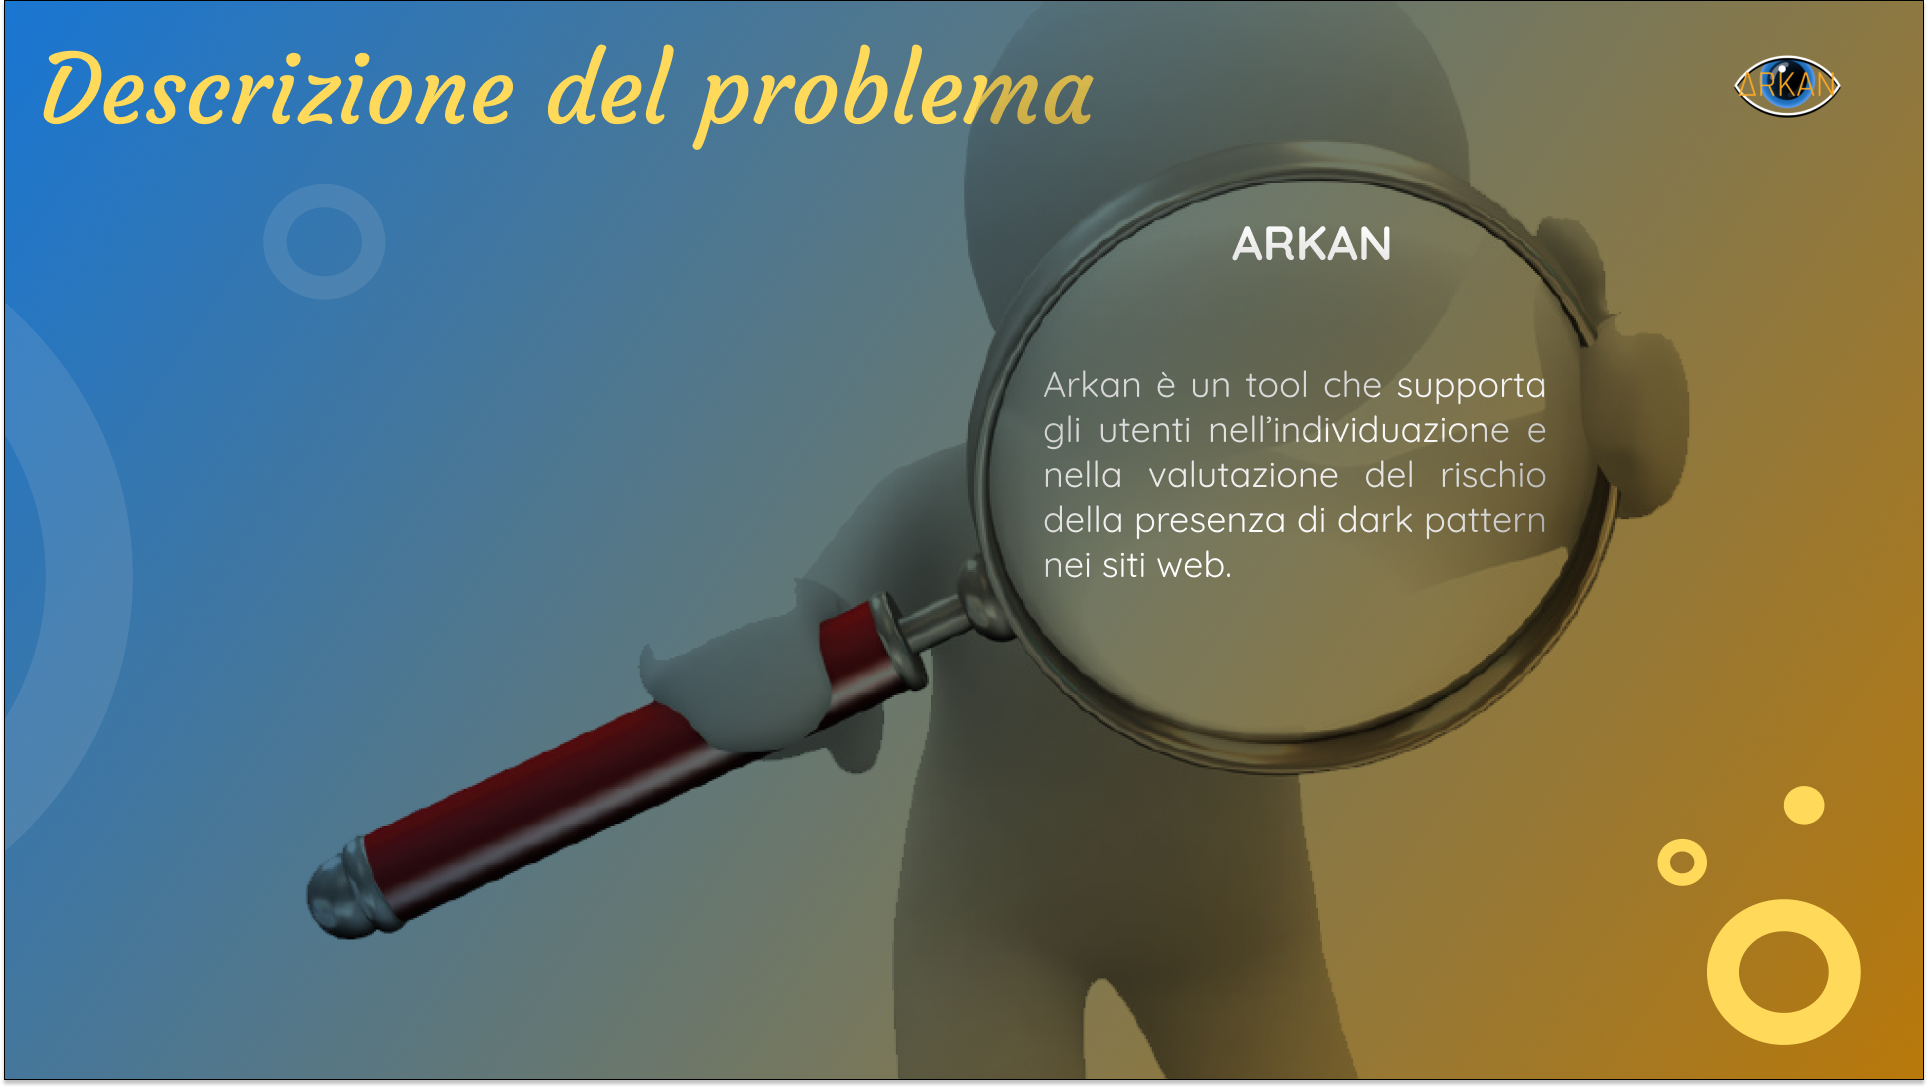 Descrizione del problema
ARKAN
ARKAN
Arkan è un tool che supporta
gli utenti nell’individuazione e
nella valutazione del rischio
della presenza di dark pattern
nei siti web.